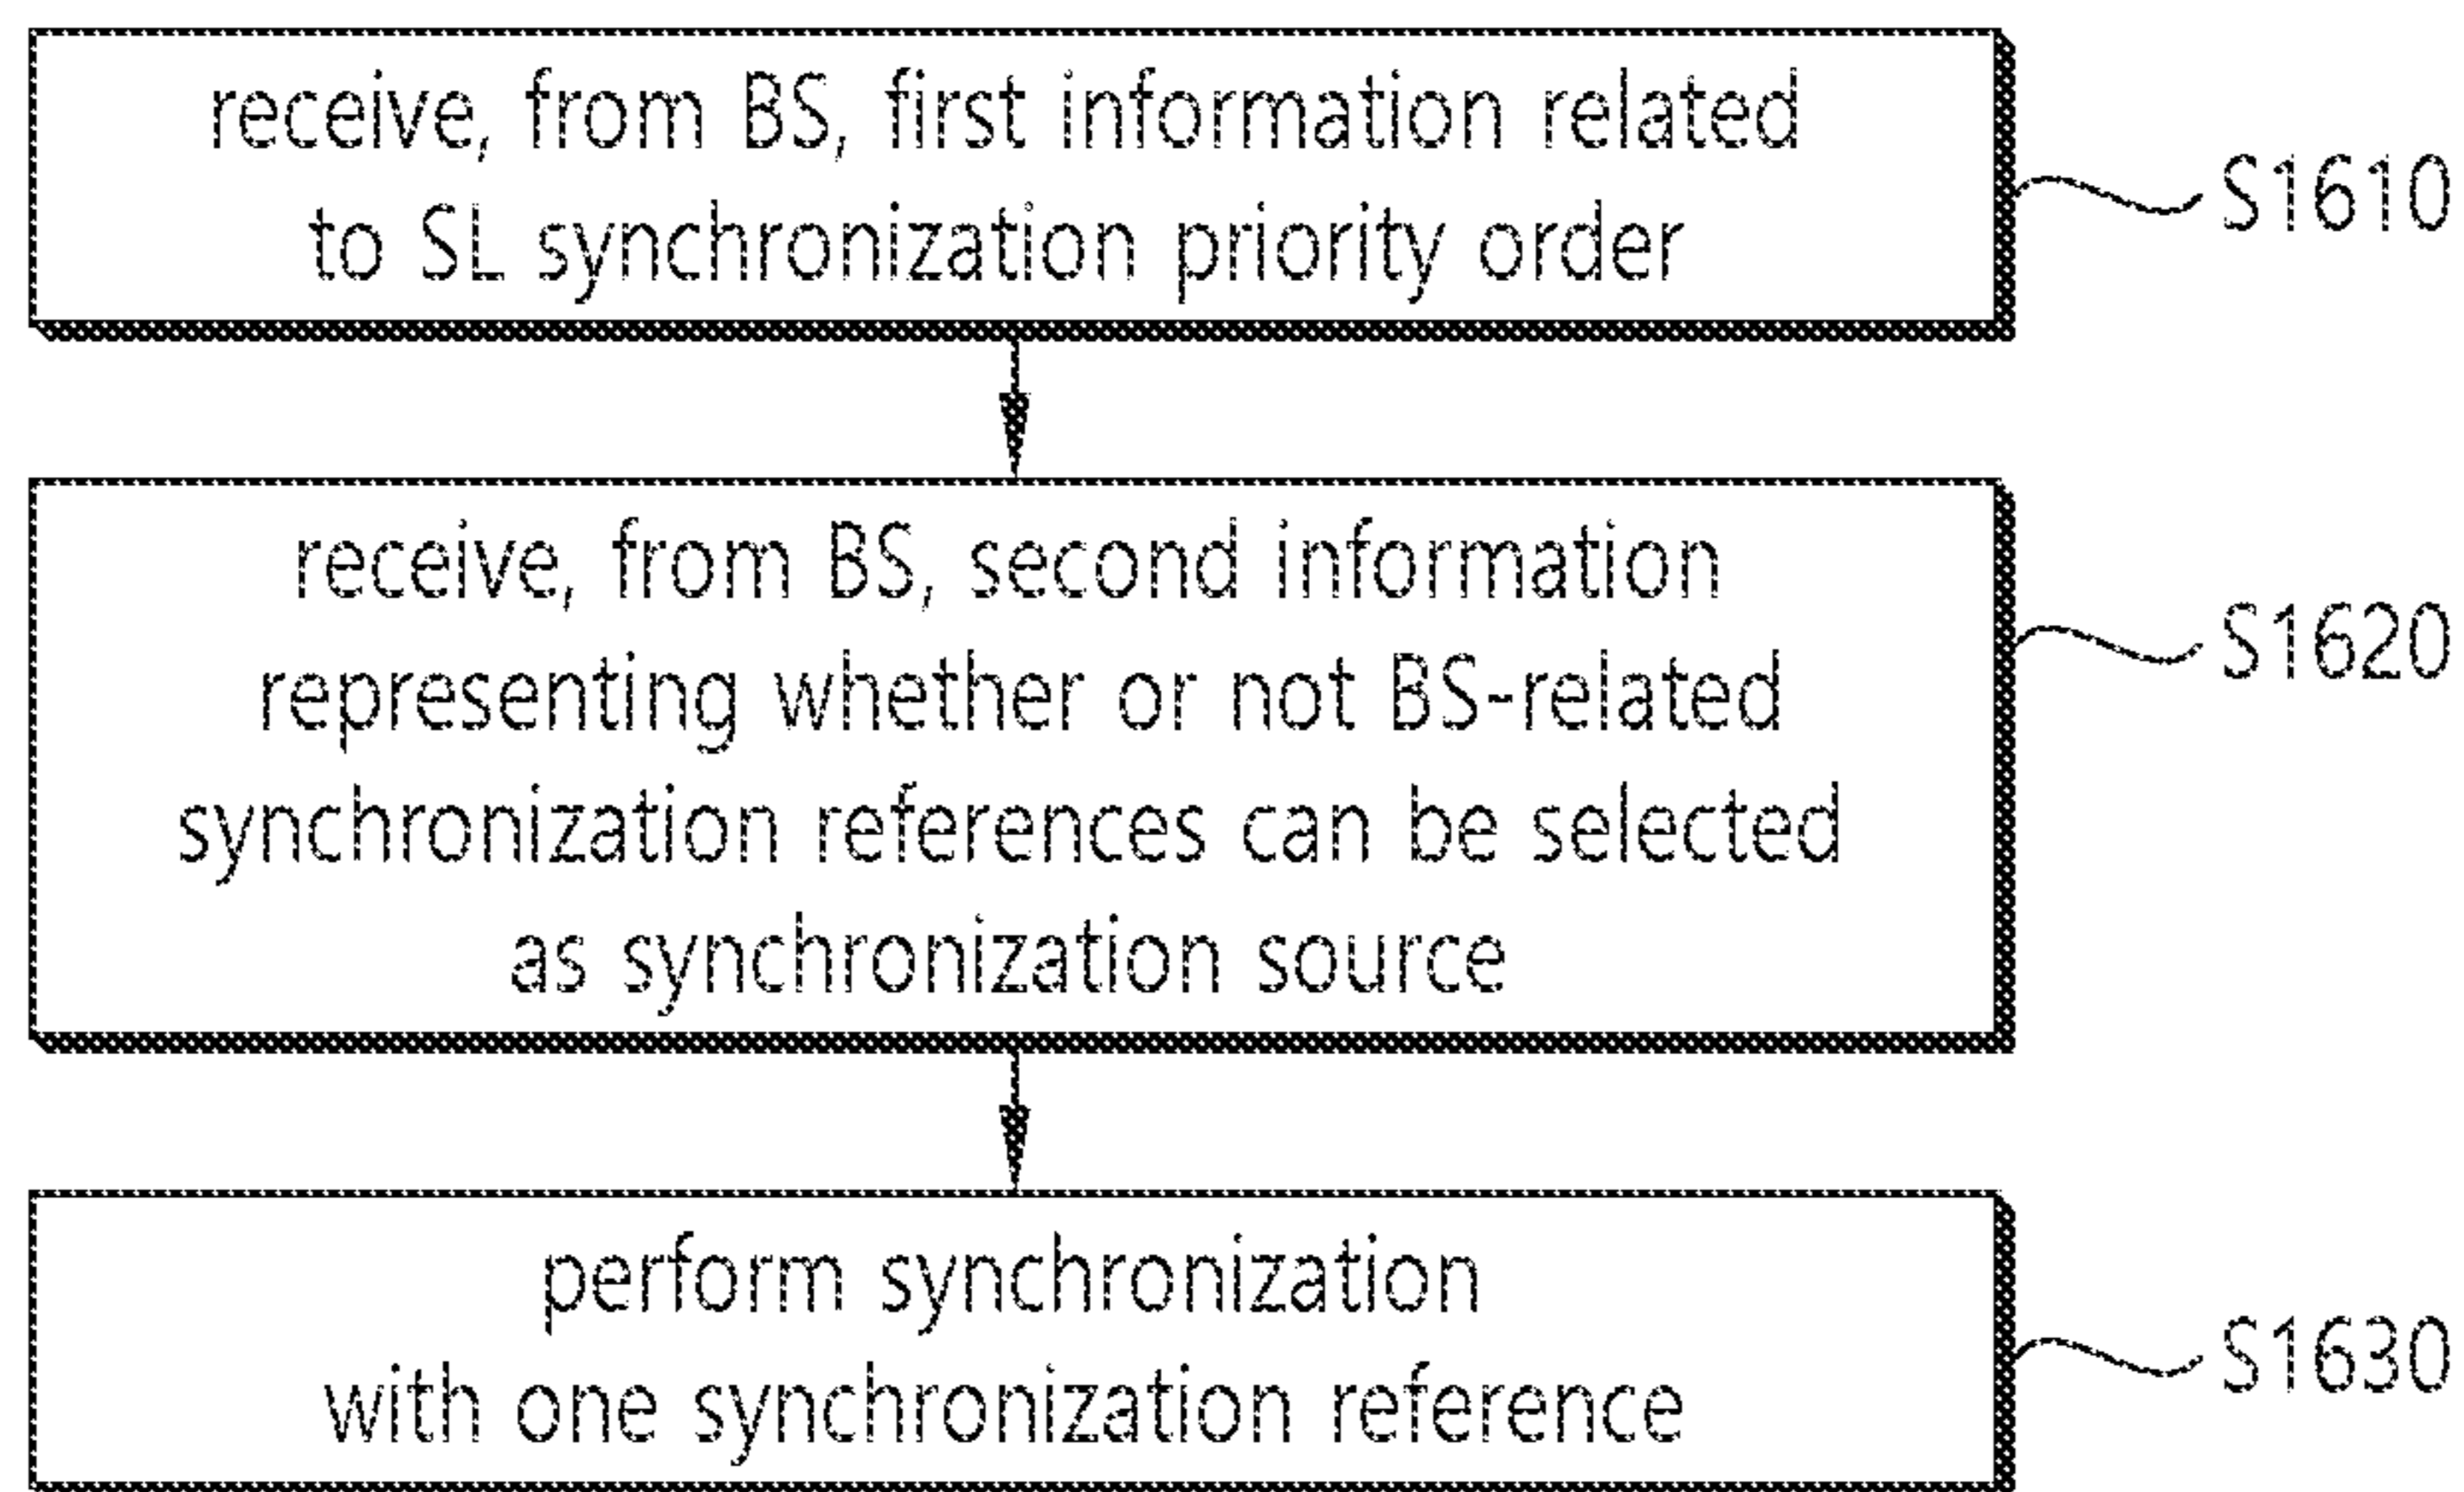 receive, from BS, first information related
to SL synchronization priority order
S1610
receive, from BS, second information
representing whether or not BS-related
synchronization references can be selected
as synchronization source
S1620
perform synchronization
with one synchronization reference
S1630